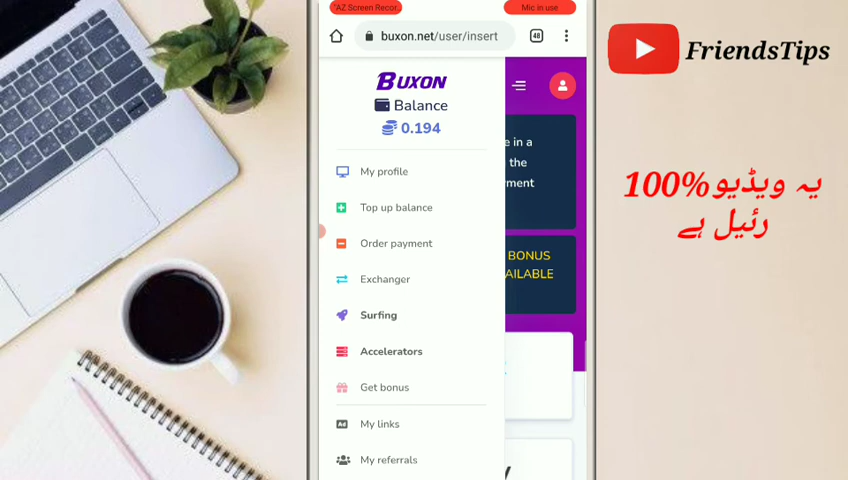 "AZ Screen Recor.
Mic in use
buxon.net/user/insert
48
BUXON
Balance
0.194
My profile
Top up balance
Order payment
Exchanger
Surfing
Accelerators
Get bonus
My links
My referrals
e in a
the
ment
BONUS
AILABLE
FriendsTips
یہ ویڈیو %100
رئیل ہے